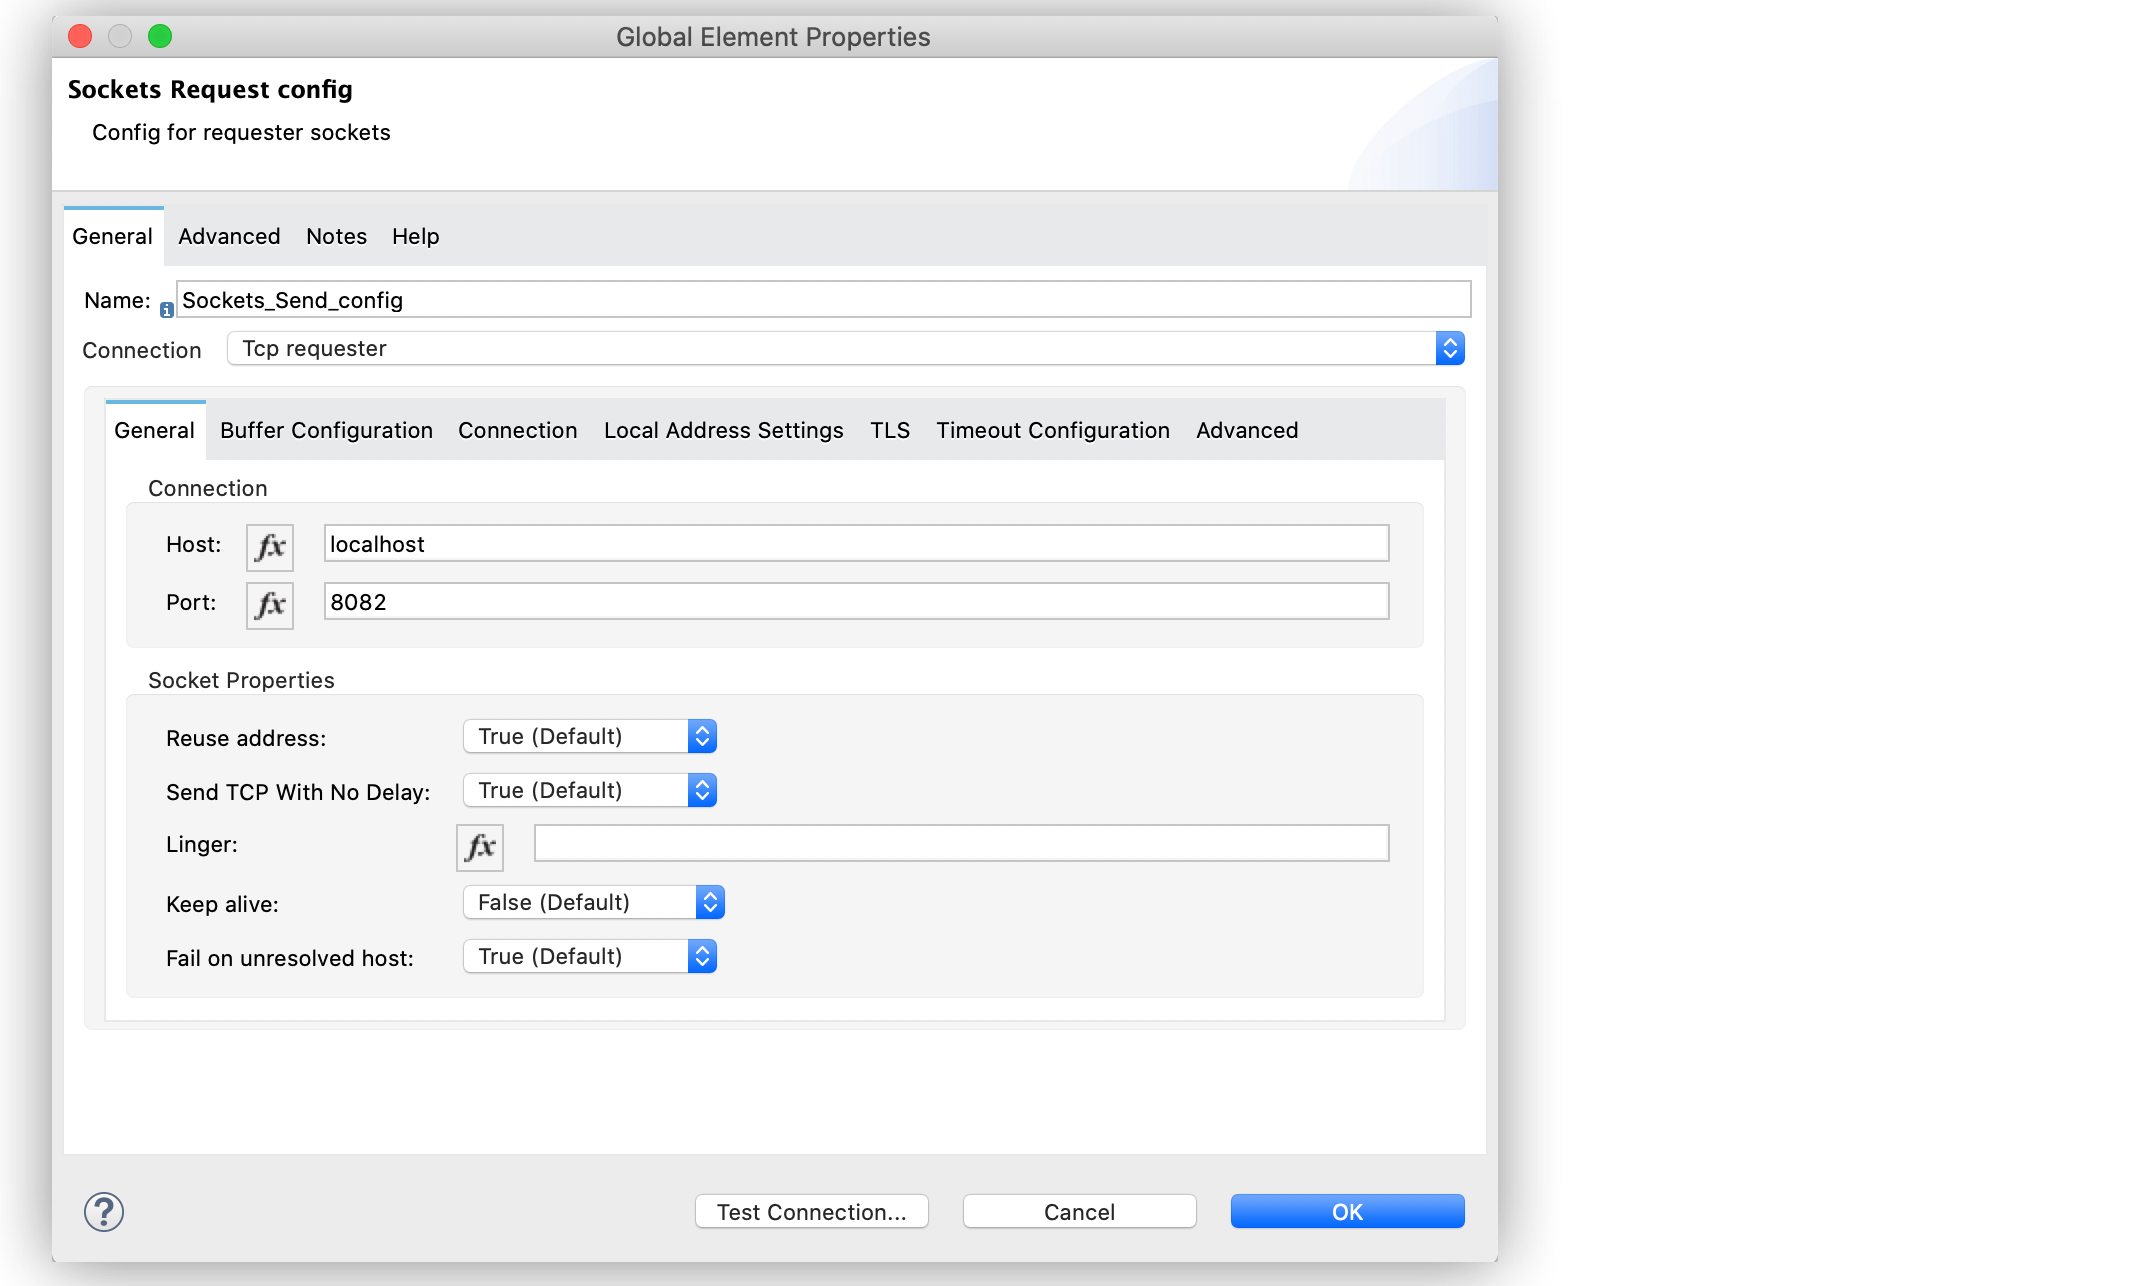 Global Element Properties
Sockets Request config
Config for requester sockets
General Advanced Notes Help
Name: Sockets_Send_config
Connection Tcp requester
General Buffer Configuration Connection Local Address Settings TLS Timeout Configuration Advanced
Connection
Host: fx localhost
Port: fx 8082
Socket Properties
Reuse address: True (Default)
Send TCP With No Delay: True (Default)
Linger: fx
Keep alive: False (Default)
Fail on unresolved host: True (Default)
? Test Connection... Cancel OK